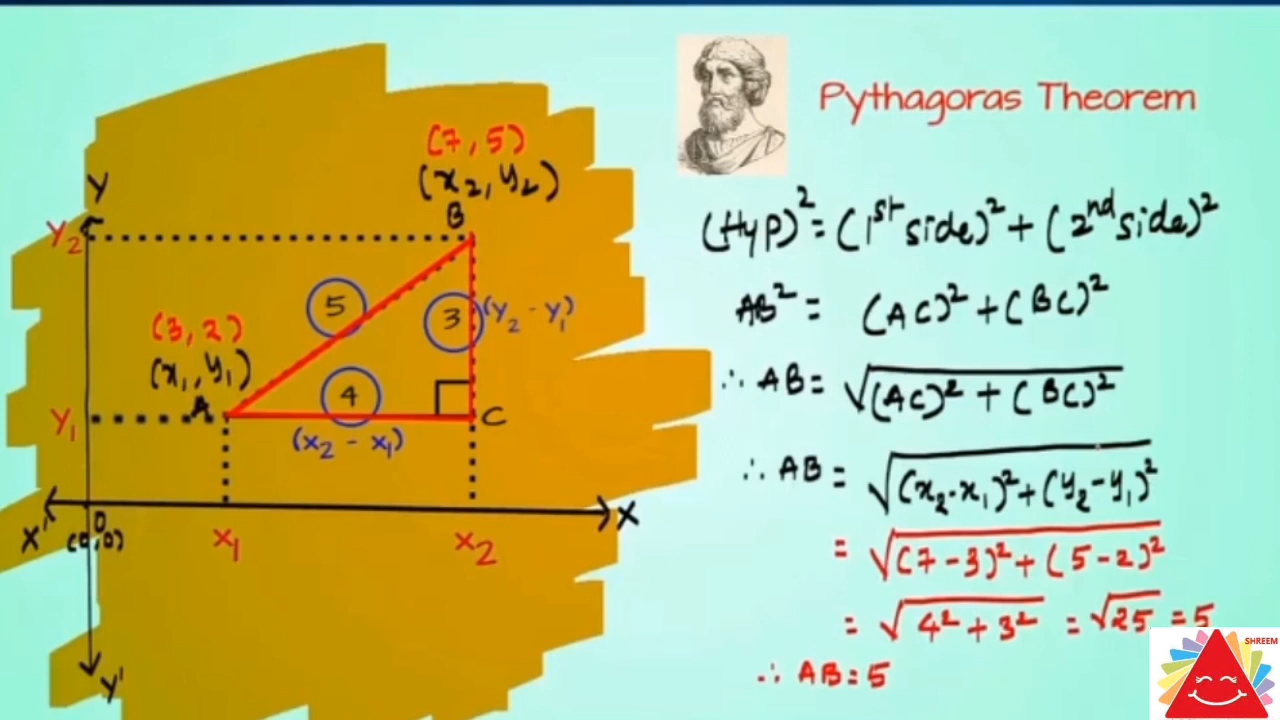 Pythagoras Theorem
(7, 5)
(x₂, y₂)
B
Y
Y₂
5
3
(y₂ - y₁)
(3, 2)
(x₁, y₁)
4
A
C
Y₁
(x₂ - x₁)
X'
O
(0,0)
X
x₁
x₂
Y'
(Hyp)² = (1ˢᵗ side)² + (2ⁿᵈ side)²
AB² = (AC)² + (BC)²
∴ AB = √(AC)² + (BC)²
∴ AB = √(x₂-x₁)² + (y₂-y₁)²
= √(7-3)² + (5-2)²
= √4² + 3² = √25 = 5
∴ AB = 5
SHREEM